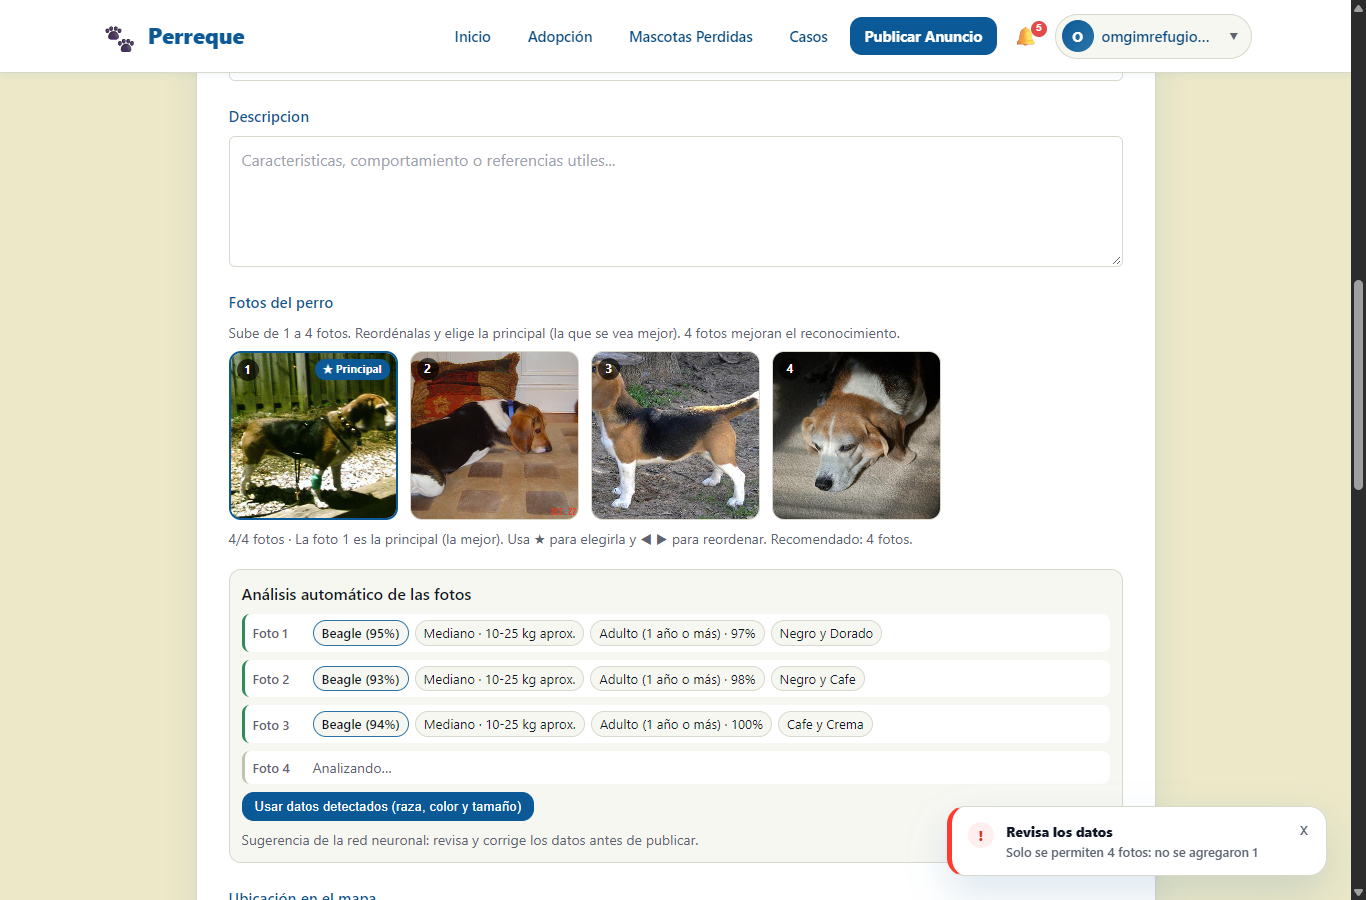 Perreque
Inicio
Adopción
Mascotas Perdidas
Casos
Publicar Anuncio
5
O
omgimrefugio...
Descripcion
Caracteristicas, comportamiento o referencias utiles...
Fotos del perro
Sube de 1 a 4 fotos. Reordénalas y elige la principal (la que se vea mejor). 4 fotos mejoran el reconocimiento.
1
★ Principal
2
3
4
4/4 fotos · La foto 1 es la principal (la mejor). Usa ★ para elegirla y ◀ ▶ para reordenar. Recomendado: 4 fotos.
Análisis automático de las fotos
Foto 1 Beagle (95%) Mediano · 10-25 kg aprox. Adulto (1 año o más) · 97% Negro y Dorado
Foto 2 Beagle (93%) Mediano · 10-25 kg aprox. Adulto (1 año o más) · 98% Negro y Cafe
Foto 3 Beagle (94%) Mediano · 10-25 kg aprox. Adulto (1 año o más) · 100% Cafe y Crema
Foto 4 Analizando...
Usar datos detectados (raza, color y tamaño)
Sugerencia de la red neuronal: revisa y corrige los datos antes de publicar.
!
Revisa los datos
X
Solo se permiten 4 fotos: no se agregaron 1
Ubicación en el mapa